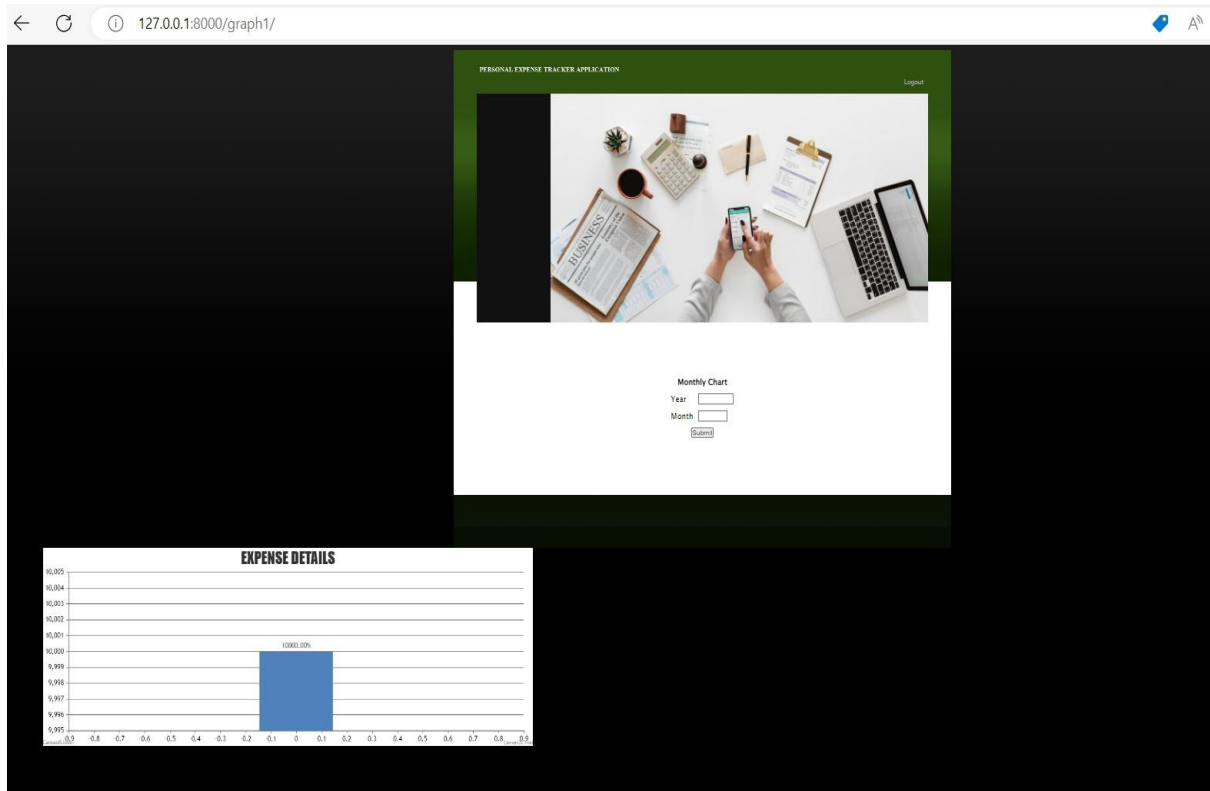 127.0.0.1:8000/graph1/
PERSONAL EXPENSE TRACKER APPLICATION
Logout
BUSINESS
Monthly Chart
Year
Month
Submit
EXPENSE DETAILS
10,005
10,004
10,003
10,002
10,001
10,000
9,999
9,998
9,997
9,996
9,995
10000.00%
-0.9 -0.8 -0.7 -0.6 -0.5 -0.4 -0.3 -0.2 -0.1 0 0.1 0.2 0.3 0.4 0.5 0.6 0.7 0.8 0.9